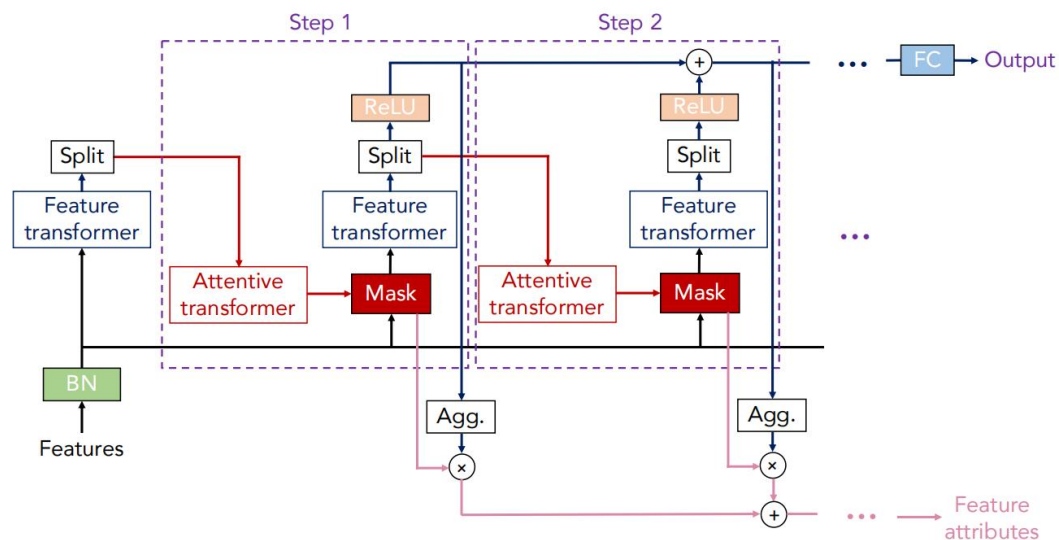 Step 1
Step 2
...
FC
Output
ReLU
ReLU
Split
Split
Split
Feature
transformer
Feature
transformer
Feature
transformer
...
Attentive
transformer
Mask
Attentive
transformer
Mask
BN
Features
Agg.
Agg.
×
×
+
+
...
Feature
attributes